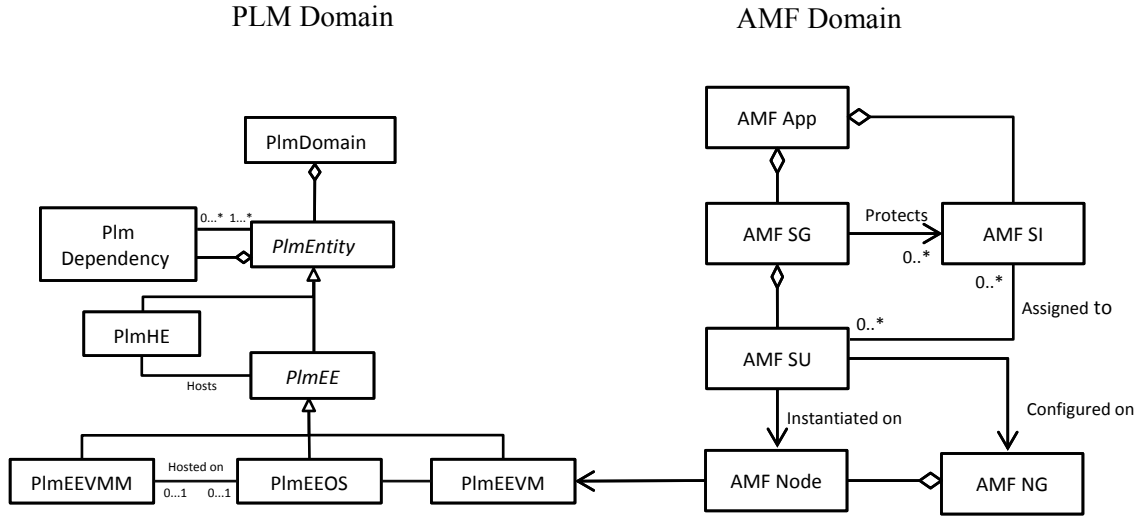 PLM Domain
AMF Domain
PlmDomain
AMF App
0...* 1...*
Plm
Dependency
PlmEntity
AMF SG
Protects
0..*
AMF SI
0..*
Assigned to
0..*
PlmHE
Hosts
PlmEE
AMF SU
Instantiated on
Configured on
PlmEEVMM
Hosted on
0...1 0...1
PlmEEOS
PlmEEVM
AMF Node
AMF NG